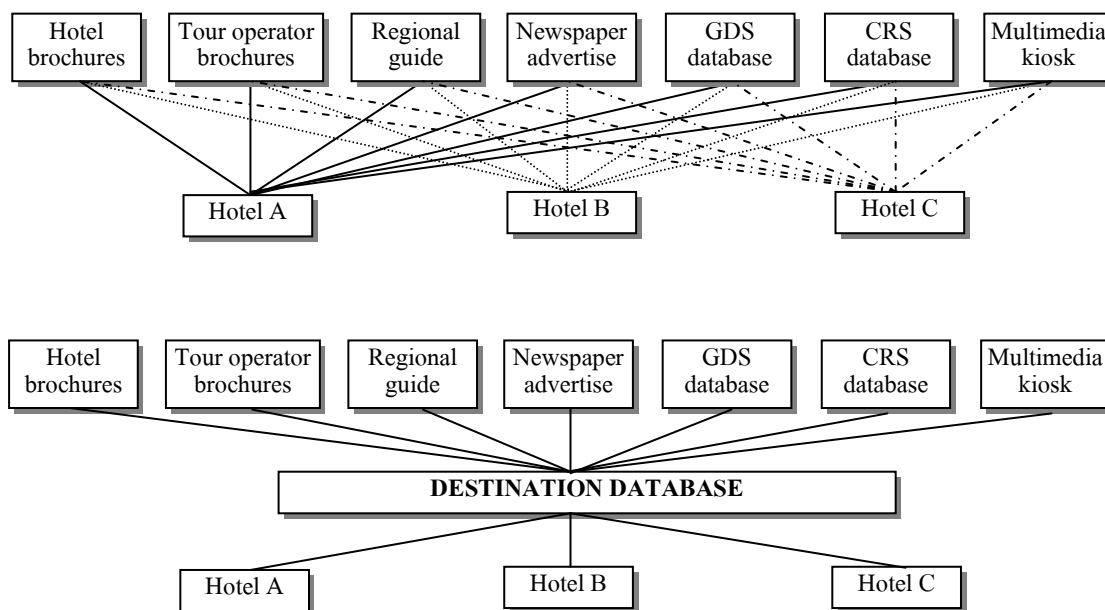 Hotel
brochures
Tour operator
brochures
Regional
guide
Newspaper
advertise
GDS
database
CRS
database
Multimedia
kiosk
Hotel A
Hotel B
Hotel C
Hotel
brochures
Tour operator
brochures
Regional
guide
Newspaper
advertise
GDS
database
CRS
database
Multimedia
kiosk
DESTINATION DATABASE
Hotel A
Hotel B
Hotel C